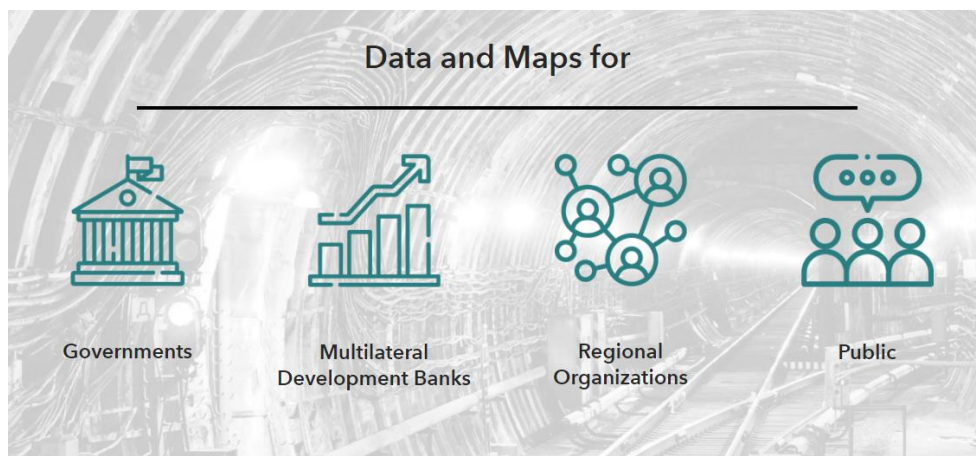 Data and Maps for
Governments
Multilateral
Development Banks
Regional
Organizations
Public